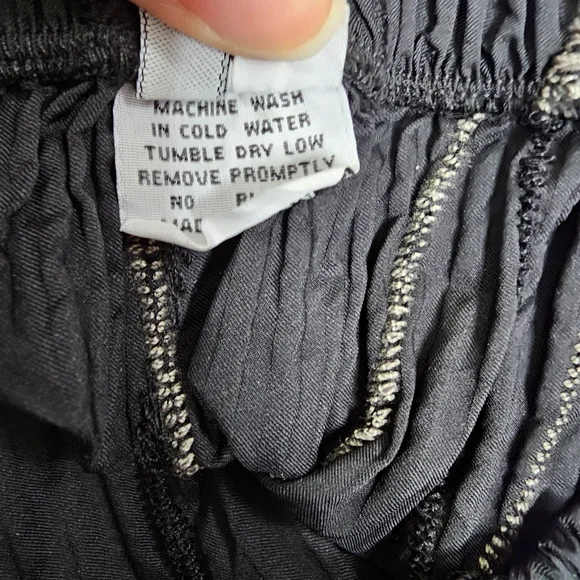 MACHINE WASH
IN COLD WATER
TUMBLE DRY LOW
REMOVE PROMPTLY
NO